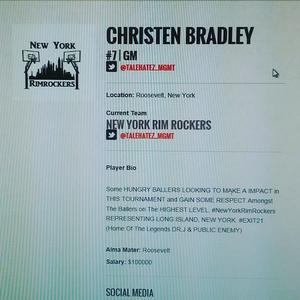 NEW YORK
RIMROCKERS
CHRISTEN BRADLEY
#7 | GM
@TALEHATEZ_MGMT
Location: Roosevelt, New York
Current Team
NEW YORK RIM ROCKERS
@TALEHATEZ_MGMT
Player Bio
Some HUNGRY BALLERS LOOKING TO MAKE A IMPACT in
THIS TOURNAMENT and GAIN SOME RESPECT Amongst
The Ballers on The HIGHEST LEVEL. #NewYorkRimRockers
REPRESENTING LONG ISLAND, NEW YORK. #EXIT21
(Home Of The Legends DR.J & PUBLIC ENEMY)
Alma Mater: Roosevelt
Salary: $100000
SOCIAL MEDIA